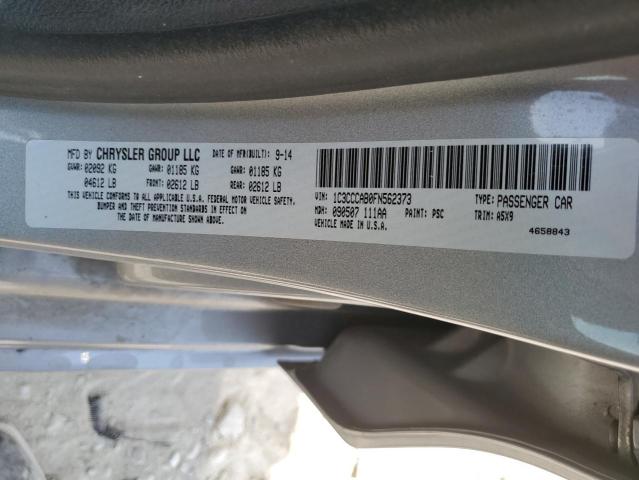 MFD BY CHRYSLER GROUP LLC DATE OF MFR(BUILT): 9-14
GVWR: 02092 KG GAWR: 01185 KG GAWR: 01185 KG
04612 LB FRONT: 02612 LB REAR: 02612 LB
THIS VEHICLE CONFORMS TO ALL APPLICABLE U.S.A. FEDERAL MOTOR VEHICLE SAFETY,
BUMPER AND THEFT PREVENTION STANDARDS IN EFFECT
ON THE DATE OF MANUFACTURE SHOWN ABOVE.
VIN: 1C3CCCAB0FN562373 TYPE: PASSENGER CAR
MDH: 090507 111AA PAINT: PSC TRIM: A5X9
VEHICLE MADE IN U.S.A.
4658843